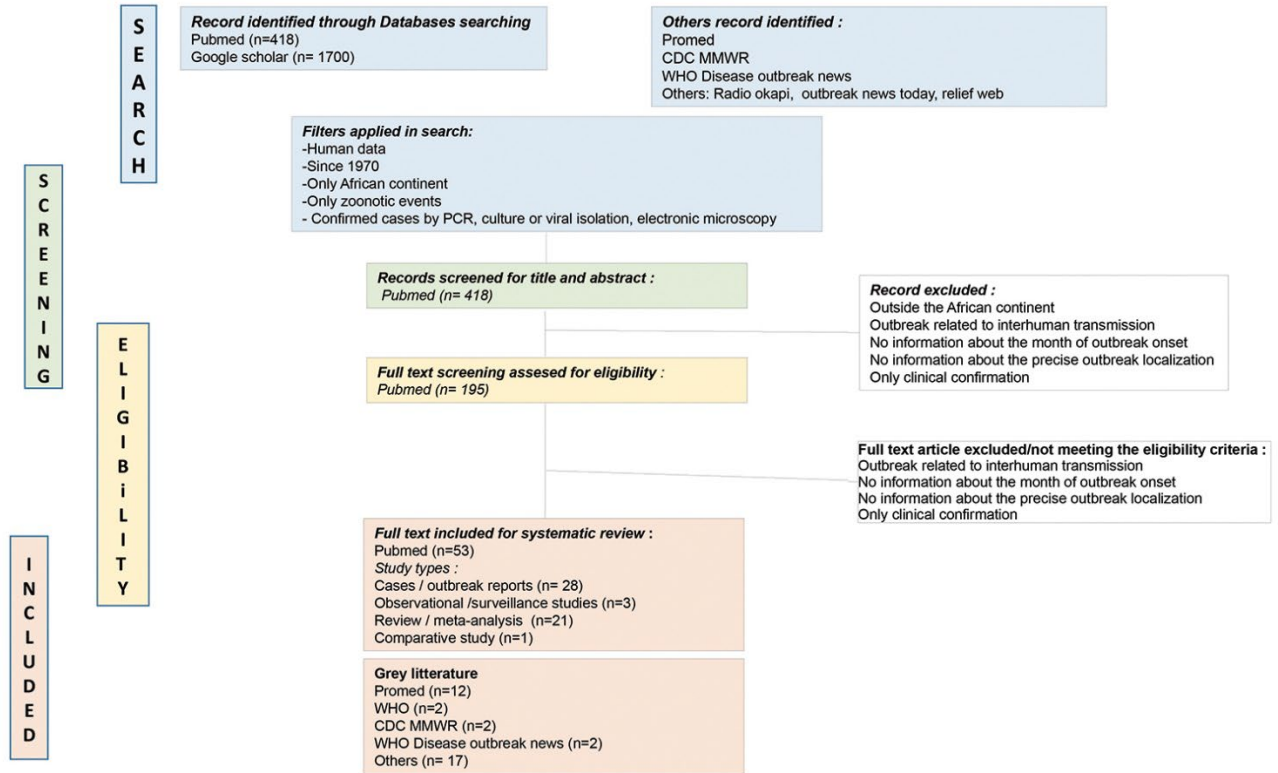 SEARCH
Record identified through Databases searching
Pubmed (n=418)
Google scholar (n= 1700)
Others record identified :
Promed
CDC MMWR
WHO Disease outbreak news
Others: Radio okapi, outbreak news today, relief web
Filters applied in search:
-Human data
-Since 1970
-Only African continent
-Only zoonotic events
- Confirmed cases by PCR, culture or viral isolation, electronic microscopy
SCREENING
Records screened for title and abstract :
Pubmed (n= 418)
Record excluded :
Outside the African continent
Outbreak related to interhuman transmission
No information about the month of outbreak onset
No information about the precise outbreak localization
Only clinical confirmation
ELIGIBiLITY
Full text screening assesed for eligibility :
Pubmed (n= 195)
Full text article excluded/not meeting the eligibility criteria :
Outbreak related to interhuman transmission
No information about the month of outbreak onset
No information about the precise outbreak localization
Only clinical confirmation
INCLUDED
Full text included for systematic review :
Pubmed (n=53)
Study types :
Cases / outbreak reports (n= 28)
Observational /surveillance studies (n=3)
Review / meta-analysis (n=21)
Comparative study (n=1)
Grey litterature
Promed (n=12)
WHO (n=2)
CDC MMWR (n=2)
WHO Disease outbreak news (n=2)
Others (n= 17)